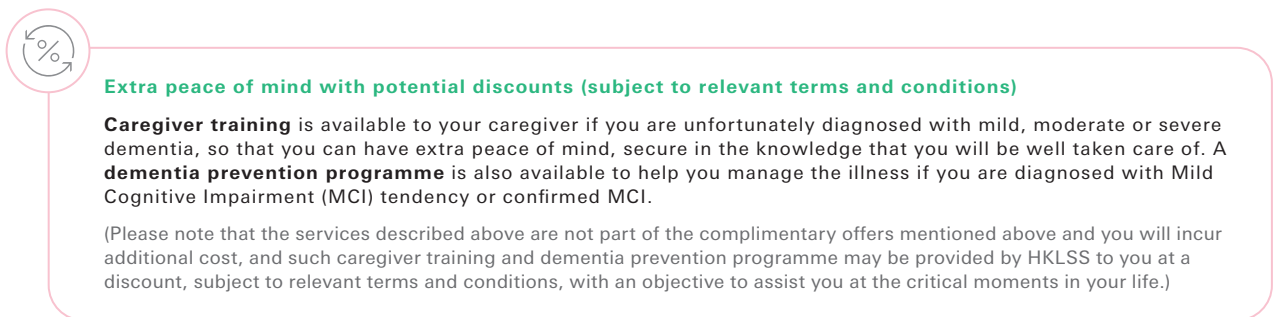 %
Extra peace of mind with potential discounts (subject to relevant terms and conditions)
Caregiver training is available to your caregiver if you are unfortunately diagnosed with mild, moderate or severe
dementia, so that you can have extra peace of mind, secure in the knowledge that you will be well taken care of. A
dementia prevention programme is also available to help you manage the illness if you are diagnosed with Mild
Cognitive Impairment (MCI) tendency or confirmed MCI.
(Please note that the services described above are not part of the complimentary offers mentioned above and you will incur
additional cost, and such caregiver training and dementia prevention programme may be provided by HKLSS to you at a
discount, subject to relevant terms and conditions, with an objective to assist you at the critical moments in your life.)